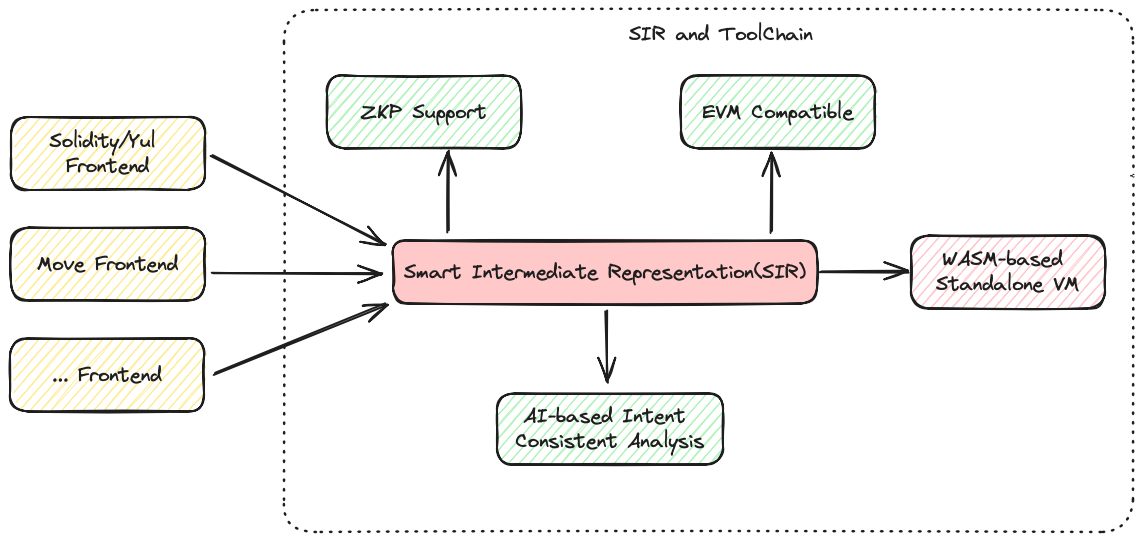 SIR and ToolChain
ZKP Support
EVM Compatible
Solidity/Yul
Frontend
Move Frontend
Smart Intermediate Representation(SIR)
WASM-based
Standalone VM
... Frontend
AI-based Intent
Consistent Analysis